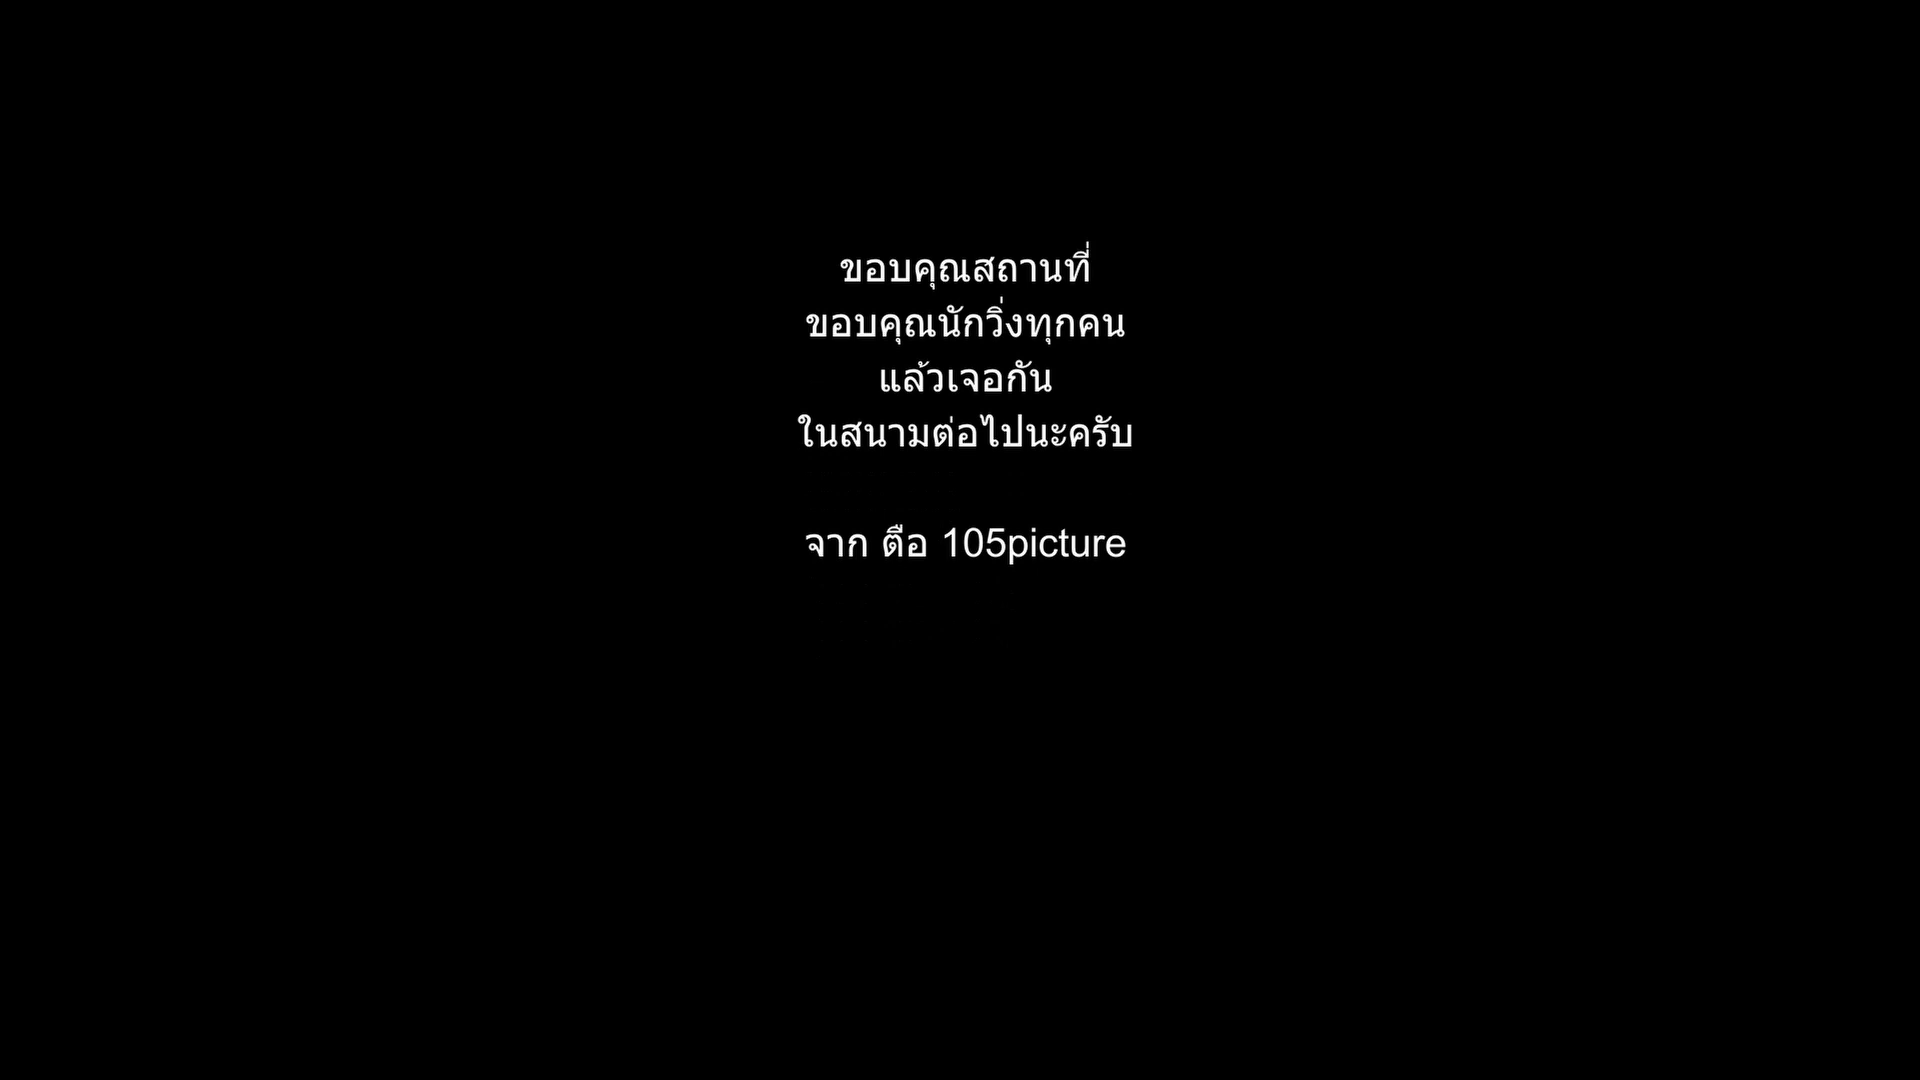 ขอบคุณสถานที่
ขอบคุณนักวิ่งทุกคน
แล้วเจอกัน
ในสนามต่อไปนะครับ
จาก ตือ 105picture